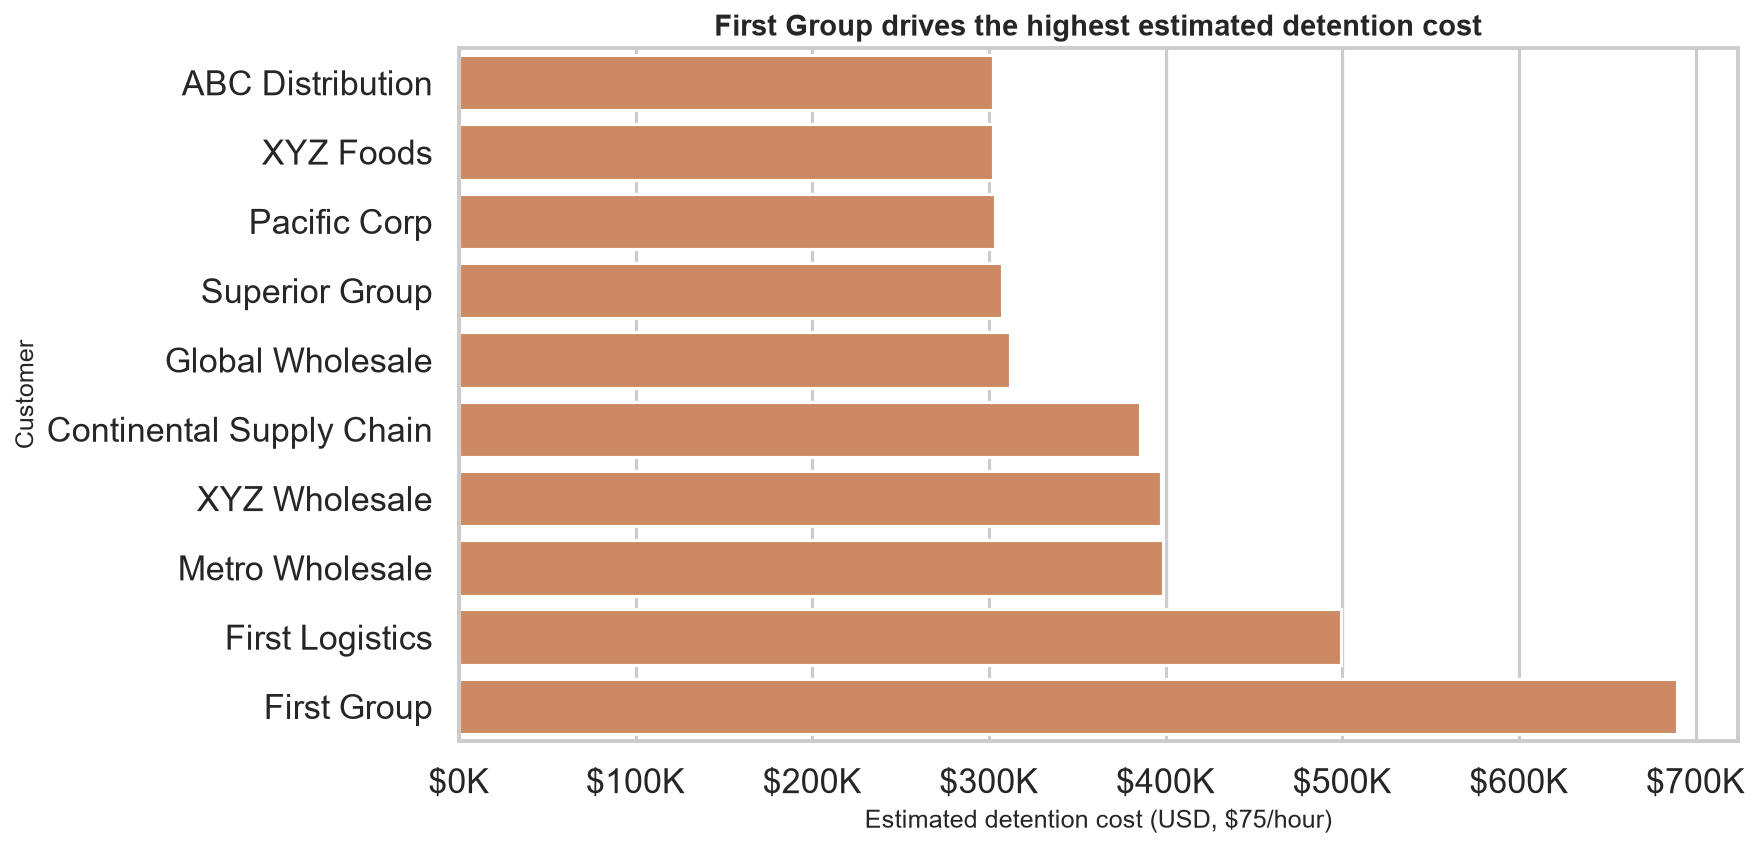 First Group drives the highest estimated detention cost
ABC Distribution
XYZ Foods
Pacific Corp
Superior Group
Global Wholesale
Continental Supply Chain
XYZ Wholesale
Metro Wholesale
First Logistics
First Group
Customer
$0K $100K $200K $300K $400K $500K $600K $700K
Estimated detention cost (USD, $75/hour)